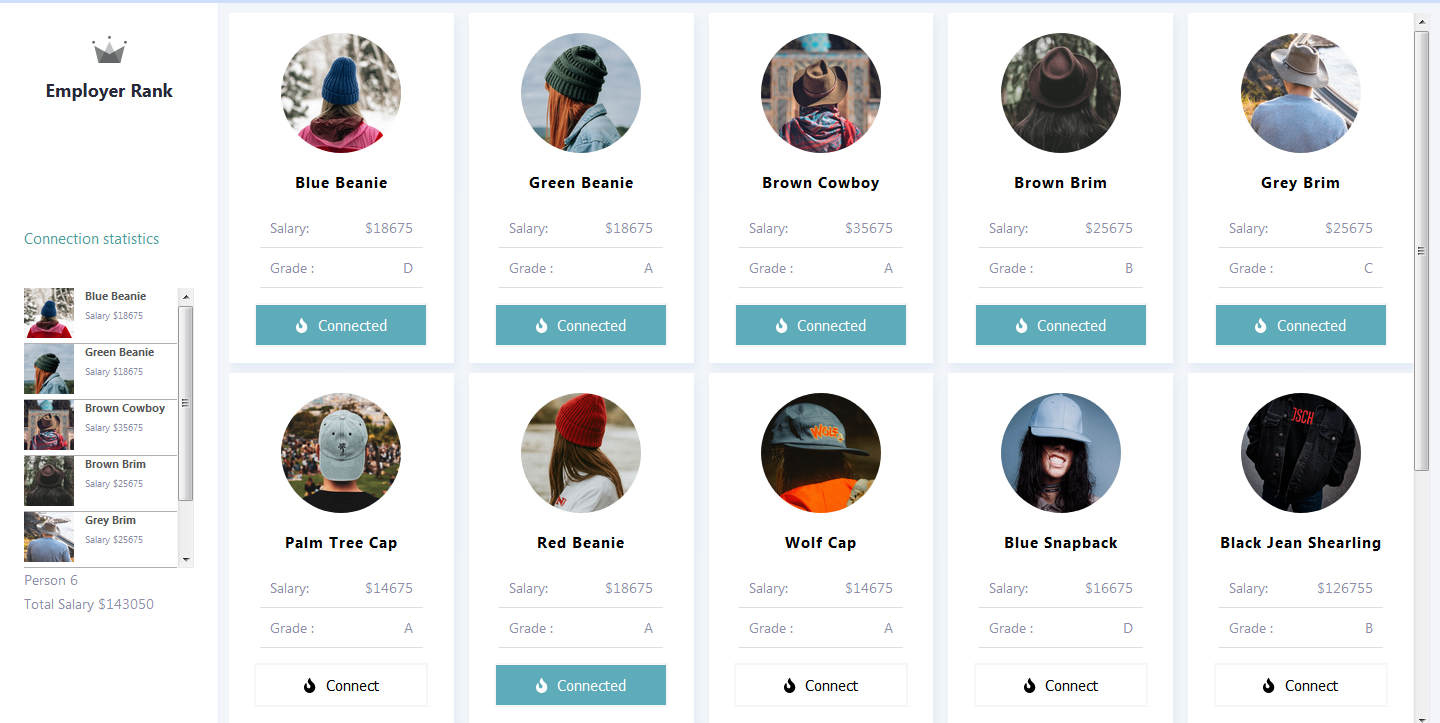 Employer Rank
Connection statistics
Blue Beanie
Salary $18675
Green Beanie
Salary $18675
Brown Cowboy
Salary $35675
Brown Brim
Salary $25675
Grey Brim
Salary $25675
Person 6
Total Salary $143050
Blue Beanie
Salary: $18675
Grade : D
Connected
Green Beanie
Salary: $18675
Grade : A
Connected
Brown Cowboy
Salary: $35675
Grade : A
Connected
Brown Brim
Salary: $25675
Grade : B
Connected
Grey Brim
Salary: $25675
Grade : C
Connected
Palm Tree Cap
Salary: $14675
Grade : A
Connect
Red Beanie
Salary: $18675
Grade : A
Connected
WOLF
Wolf Cap
Salary: $14675
Grade : A
Connect
Blue Snapback
Salary: $16675
Grade : D
Connect
OSCH
Black Jean Shearling
Salary: $126755
Grade : B
Connect